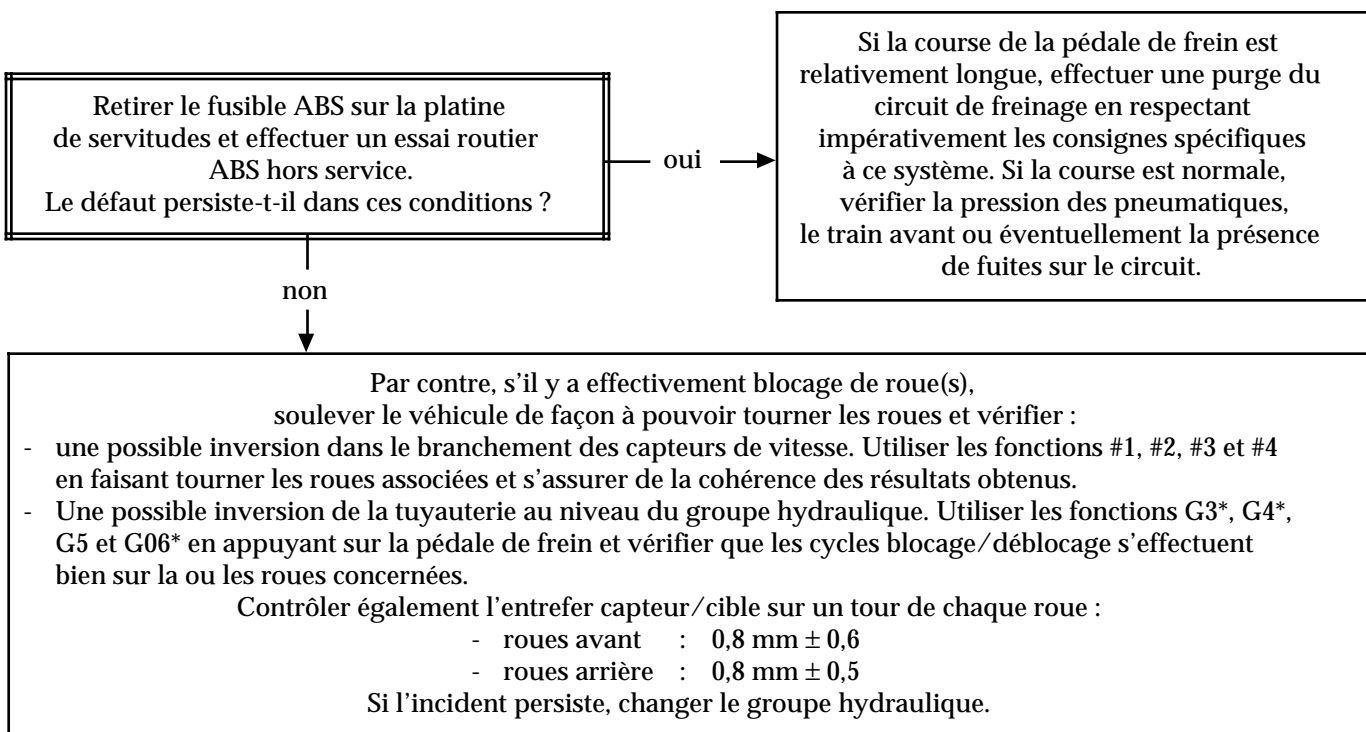 Retirer le fusible ABS sur la platine
de servitudes et effectuer un essai routier
ABS hors service.
Le défaut persiste-t-il dans ces conditions ?
oui
Si la course de la pédale de frein est
relativement longue, effectuer une purge du
circuit de freinage en respectant
impérativement les consignes spécifiques
à ce système. Si la course est normale,
vérifier la pression des pneumatiques,
le train avant ou éventuellement la présence
de fuites sur le circuit.
non
Par contre, s'il y a effectivement blocage de roue(s),
soulever le véhicule de façon à pouvoir tourner les roues et vérifier :
- une possible inversion dans le branchement des capteurs de vitesse. Utiliser les fonctions #1, #2, #3 et #4
en faisant tourner les roues associées et s'assurer de la cohérence des résultats obtenus.
- Une possible inversion de la tuyauterie au niveau du groupe hydraulique. Utiliser les fonctions G3*, G4*,
G5 et G06* en appuyant sur la pédale de frein et vérifier que les cycles blocage/déblocage s'effectuent
bien sur la ou les roues concernées.
Contrôler également l'entrefer capteur/cible sur un tour de chaque roue :
- roues avant : 0,8 mm ± 0,6
- roues arrière : 0,8 mm ± 0,5
Si l'incident persiste, changer le groupe hydraulique.